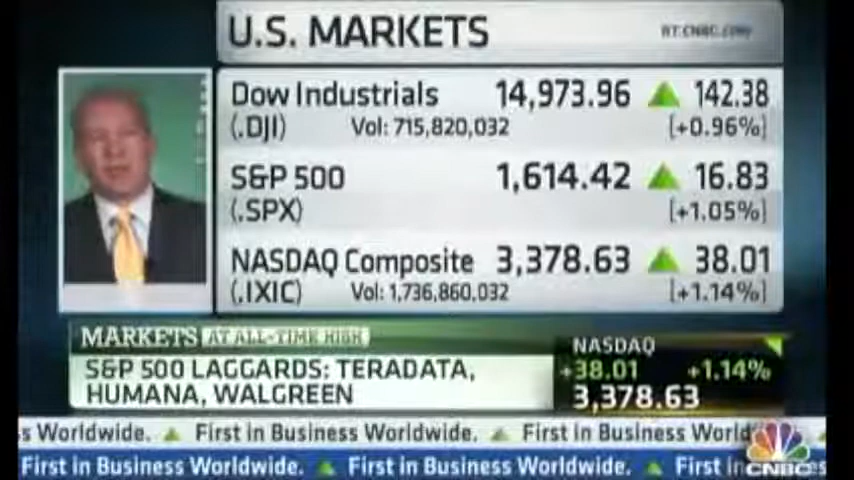 U.S. MARKETS
RT.CNBC.COM
Dow Industrials 14,973.96 142.38
(.DJI) Vol: 715,820,032 [+0.96%]
S&P 500 1,614.42 16.83
(.SPX) [+1.05%]
NASDAQ Composite 3,378.63 38.01
(.IXIC) Vol: 1,736,860,032 [+1.14%]
MARKETS AT ALL-TIME HIGH
S&P 500 LAGGARDS: TERADATA,
HUMANA, WALGREEN
NASDAQ
+38.01 +1.14%
3,378.63
s Worldwide. First in Business Worldwide. First in Business World
First in Business Worldwide. First in Business Worldwide. First in
CNBC